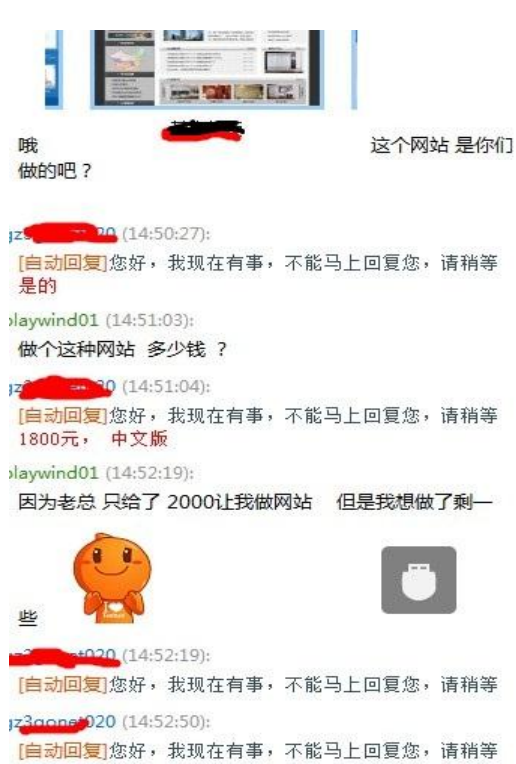 哦 这个网站 是你们
做的吧？
(14:50:27):
[自动回复]您好，我现在有事，不能马上回复您，请稍等
是的
playwind01 (14:51:03):
做个这种网站 多少钱 ？
(14:51:04):
[自动回复]您好，我现在有事，不能马上回复您，请稍等
1800元， 中文版
playwind01 (14:52:19):
因为老总 只给了 2000让我做网站 但是我想做了剩一
些
(14:52:19):
[自动回复]您好，我现在有事，不能马上回复您，请稍等
(14:52:50):
[自动回复]您好，我现在有事，不能马上回复您，请稍等